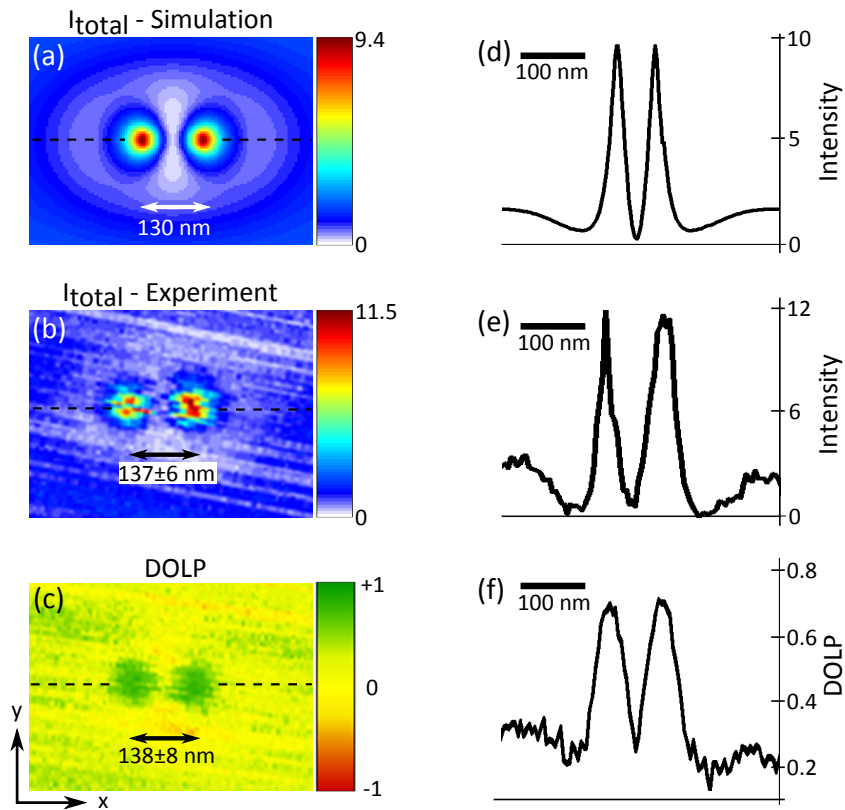 I_total - Simulation
(a)
9.4
0
130 nm
(d)
100 nm
10
5
0
Intensity
I_total - Experiment
(b)
11.5
0
137±6 nm
(e)
100 nm
12
6
0
Intensity
DOLP
(c)
+1
0
-1
138±8 nm
y
x
(f)
100 nm
0.8
0.6
0.4
0.2
DOLP